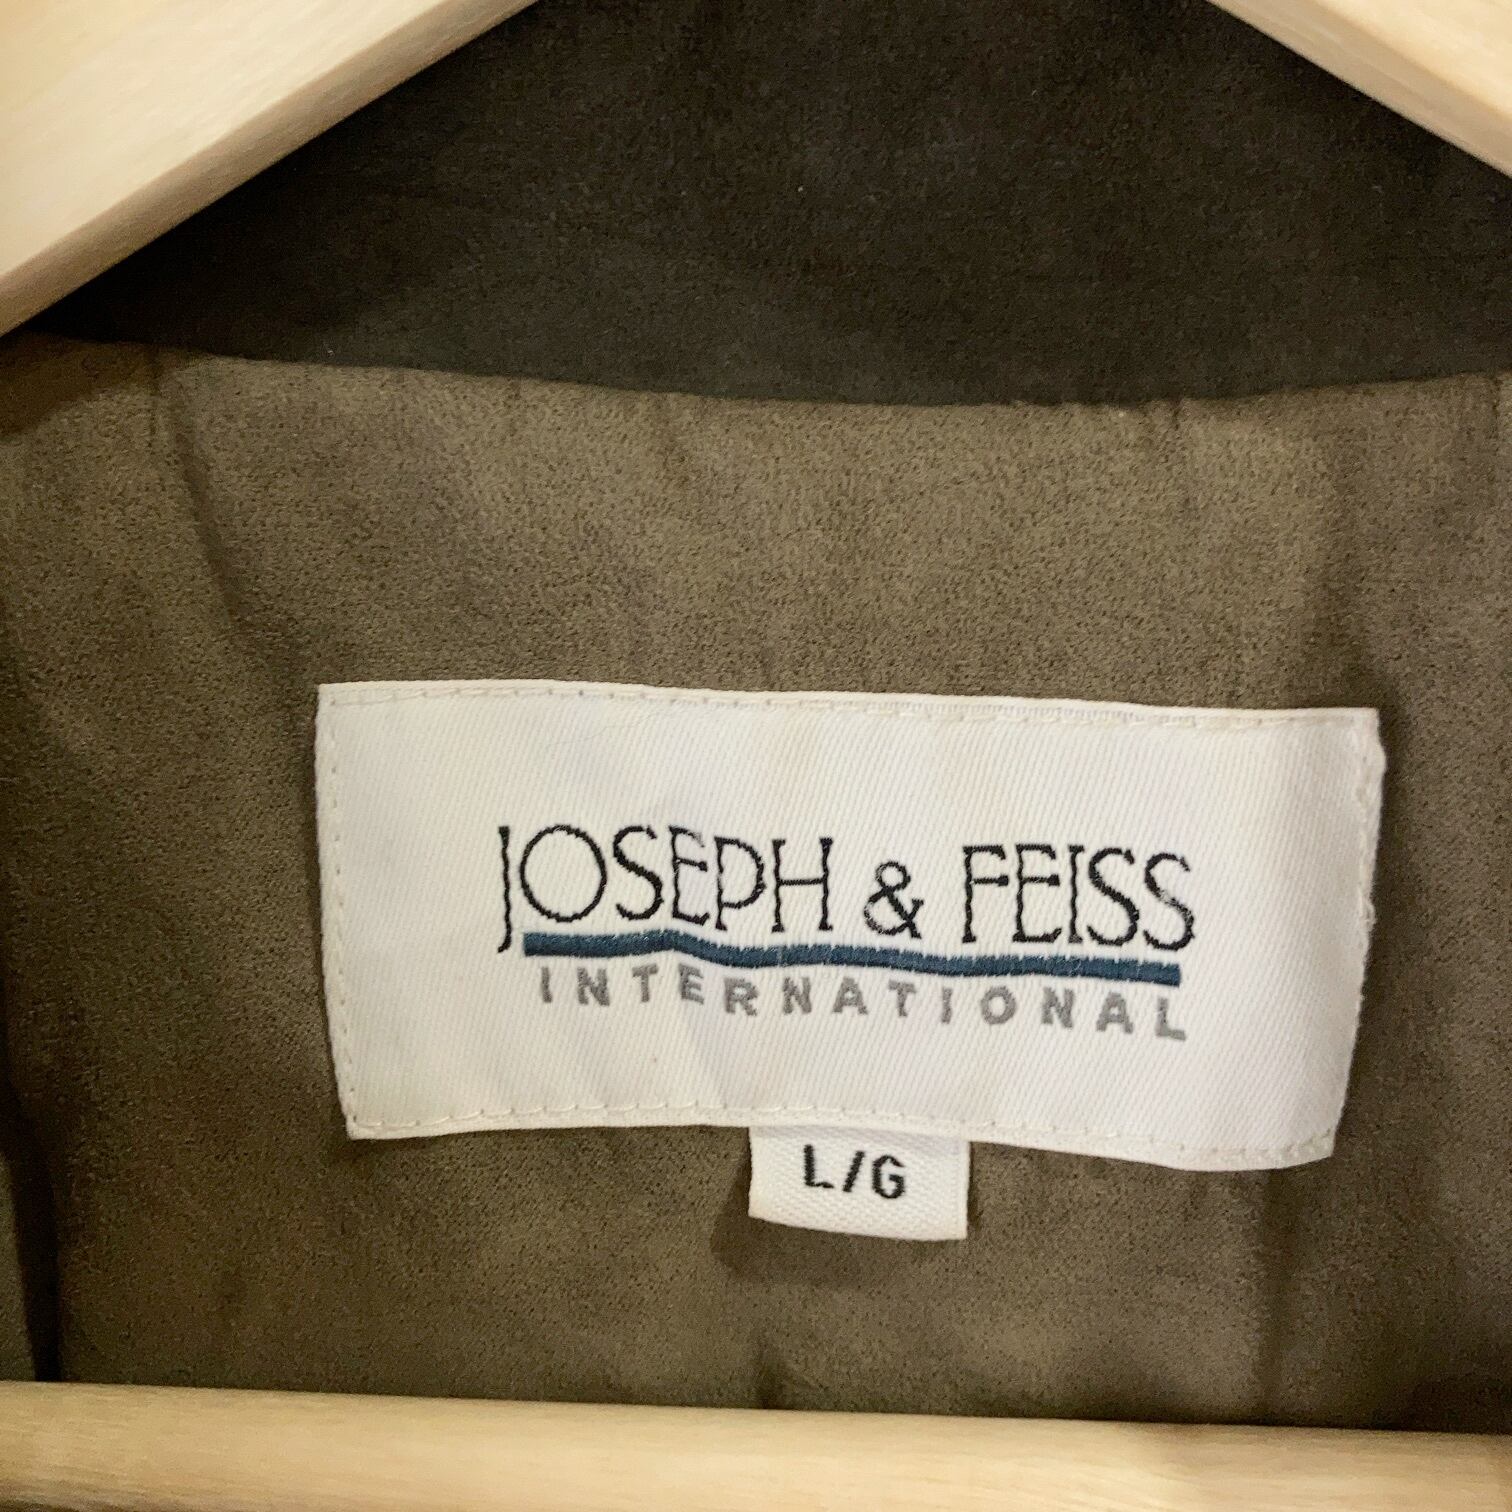 JOSEPH & FEISS
INTERNATIONAL
L/G